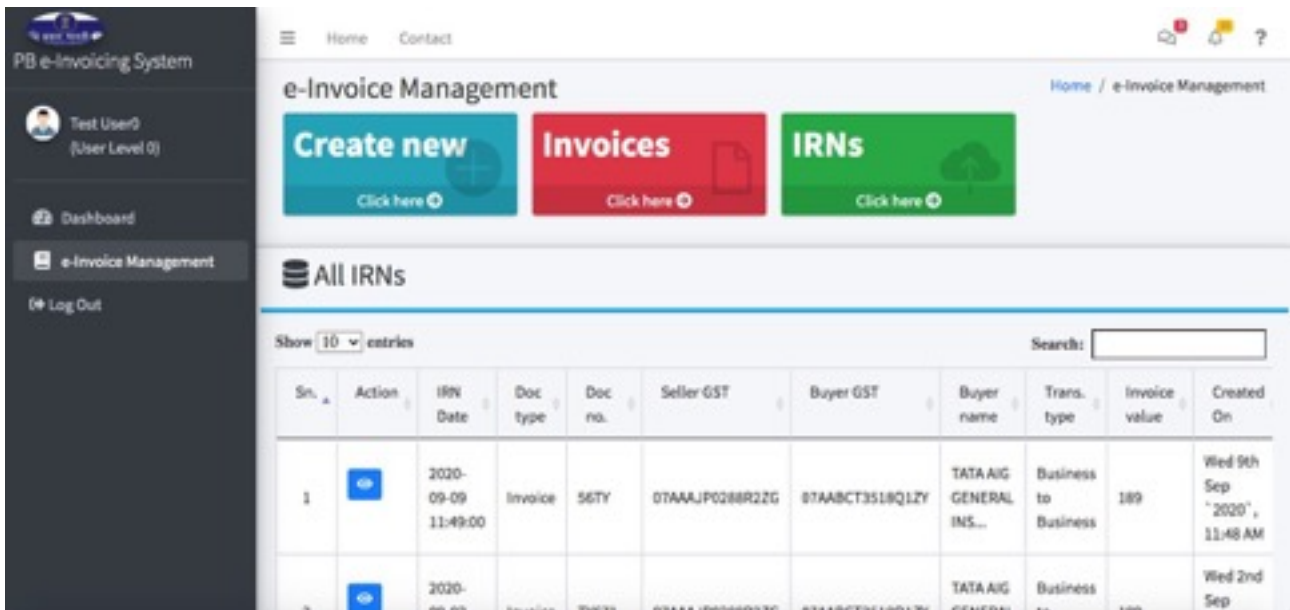 PB e-Invoicing System
Test User0
(User Level 0)
Dashboard
e-Invoice Management
Log Out
Home Contact
?
e-Invoice Management
Home / e-Invoice Management
Create new
Click here
Invoices
Click here
IRNs
Click here
All IRNs
Show 10 entries
Search:
Sn. Action IRN Doc Doc Seller GST Buyer GST Buyer Trans. Invoice Created
Date type no. name type value On
1 2020-09-09 11:49:00 Invoice 56TY 07AAAJP0288R2ZG 07AABCT3518Q1ZY TATA AIG GENERAL INS... Business to Business 189 Wed 9th Sep `2020`, 11:48 AM
2020- TATA AIG Business Wed 2nd
Sep